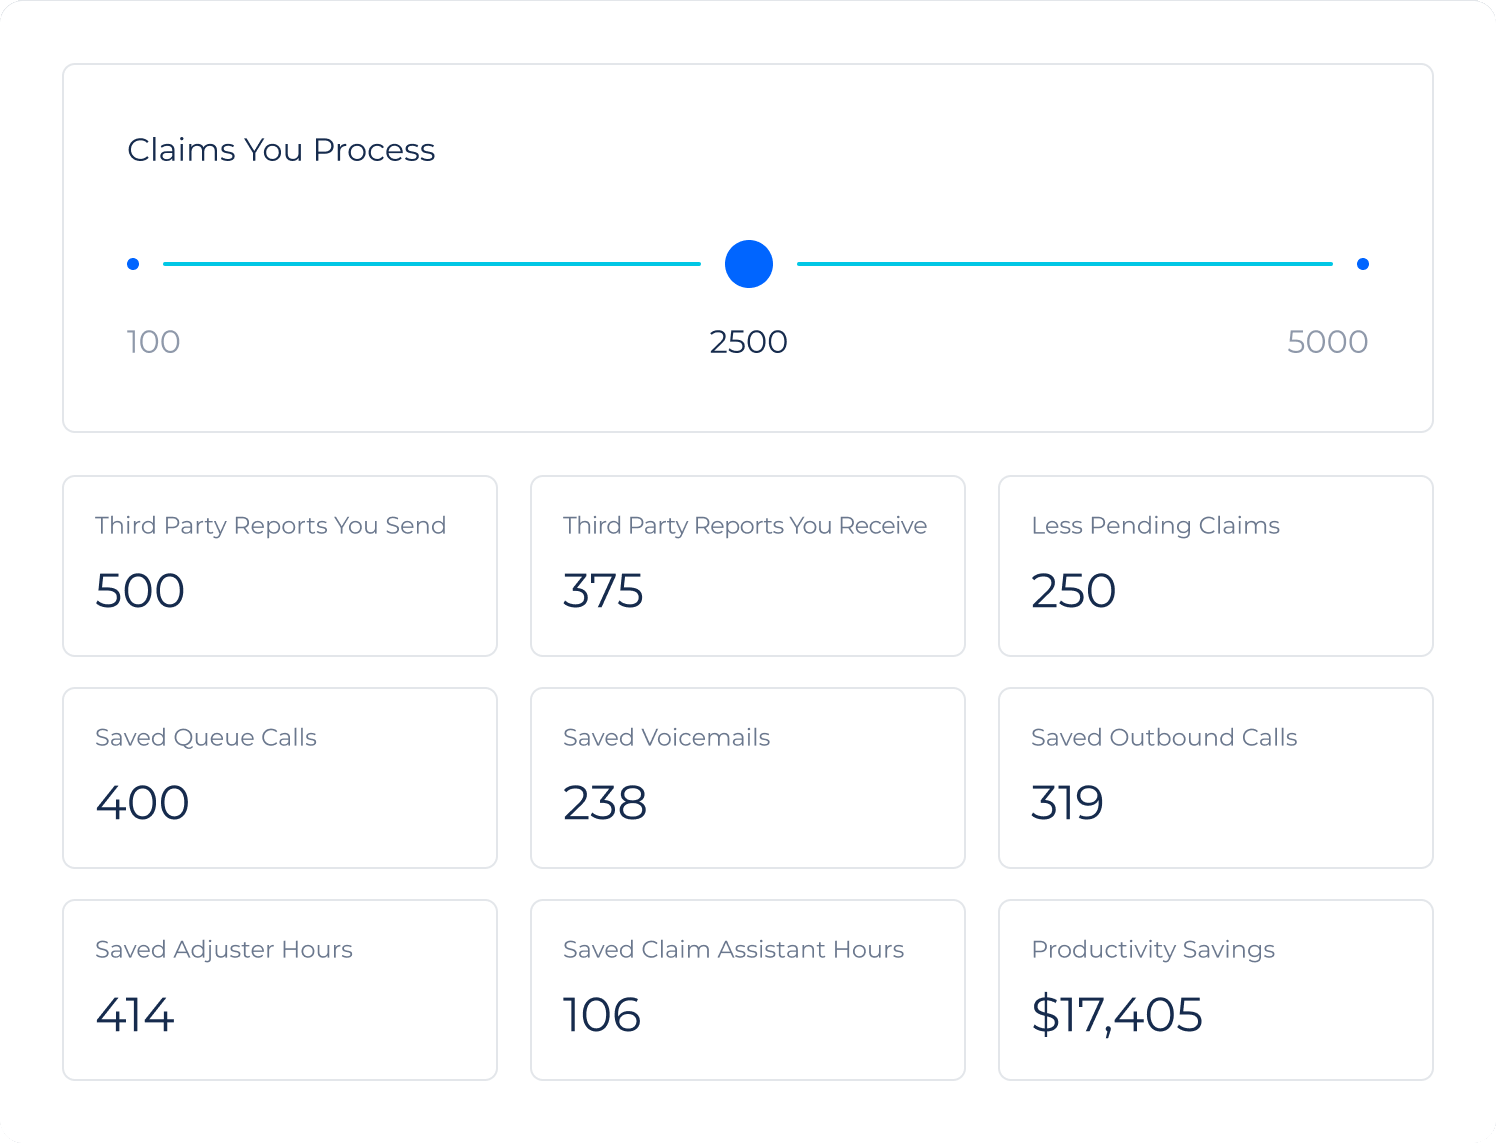 Claims You Process
100 2500 5000
Third Party Reports You Send
500
Third Party Reports You Receive
375
Less Pending Claims
250
Saved Queue Calls
400
Saved Voicemails
238
Saved Outbound Calls
319
Saved Adjuster Hours
414
Saved Claim Assistant Hours
106
Productivity Savings
$17,405